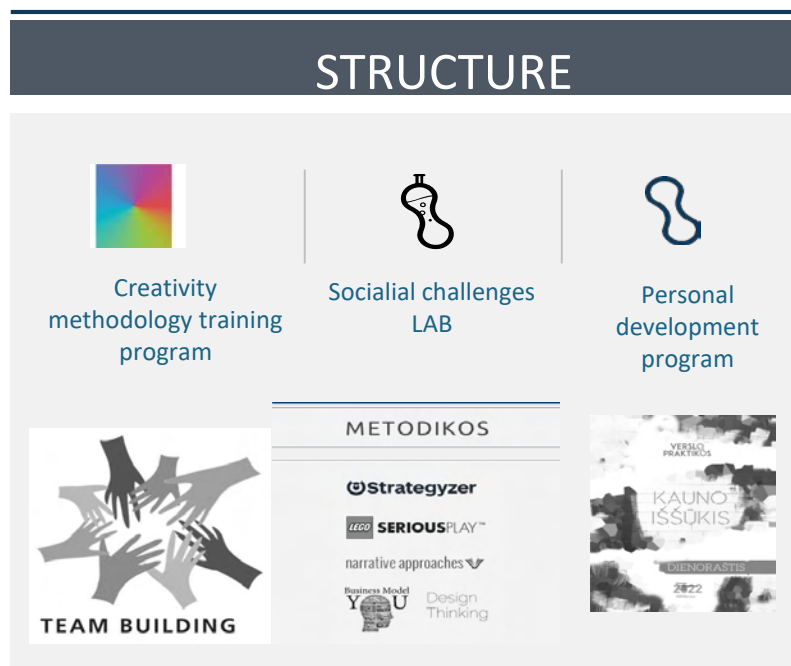 STRUCTURE
Creativity
methodology training
program
Socialial challenges
LAB
Personal
development
program
TEAM BUILDING
METODIKOS
Strategyzer
LEGO SERIOUSPLAY™
narrative approaches
Business Model
YOU
Design
Thinking
VERSLO
PRAKTIKOS
KAUNO
IŠŠŪKIS
DIENORAŠTIS
2022